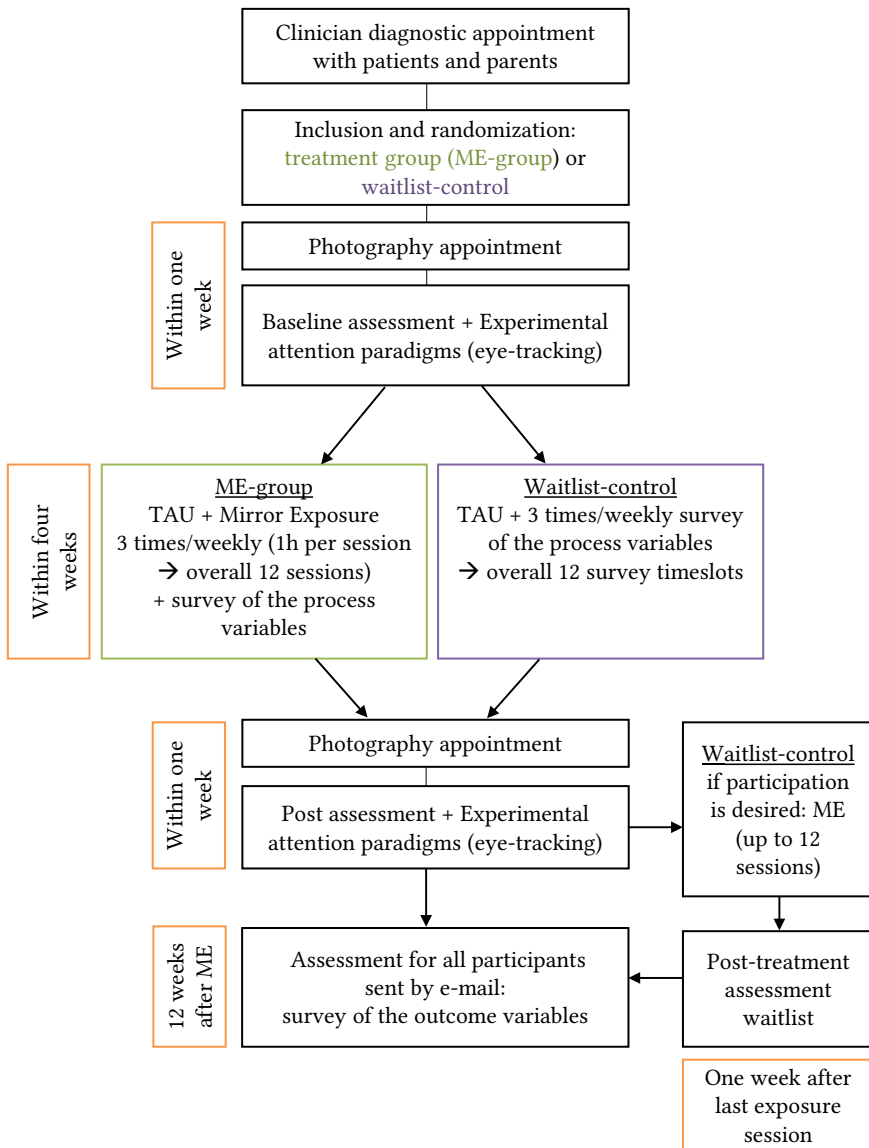 Clinician diagnostic appointment
with patients and parents
Inclusion and randomization:
treatment group (ME-group) or
waitlist-control
Within one
week
Photography appointment
Baseline assessment + Experimental
attention paradigms (eye-tracking)
Within four
weeks
ME-group
TAU + Mirror Exposure
3 times/weekly (1h per session
→ overall 12 sessions)
+ survey of the process
variables
Waitlist-control
TAU + 3 times/weekly survey
of the process variables
→ overall 12 survey timeslots
Within one
week
Photography appointment
Post assessment + Experimental
attention paradigms (eye-tracking)
Waitlist-control
if participation
is desired: ME
(up to 12
sessions)
12 weeks
after ME
Assessment for all participants
sent by e-mail:
survey of the outcome variables
Post-treatment
assessment
waitlist
One week after
last exposure
session